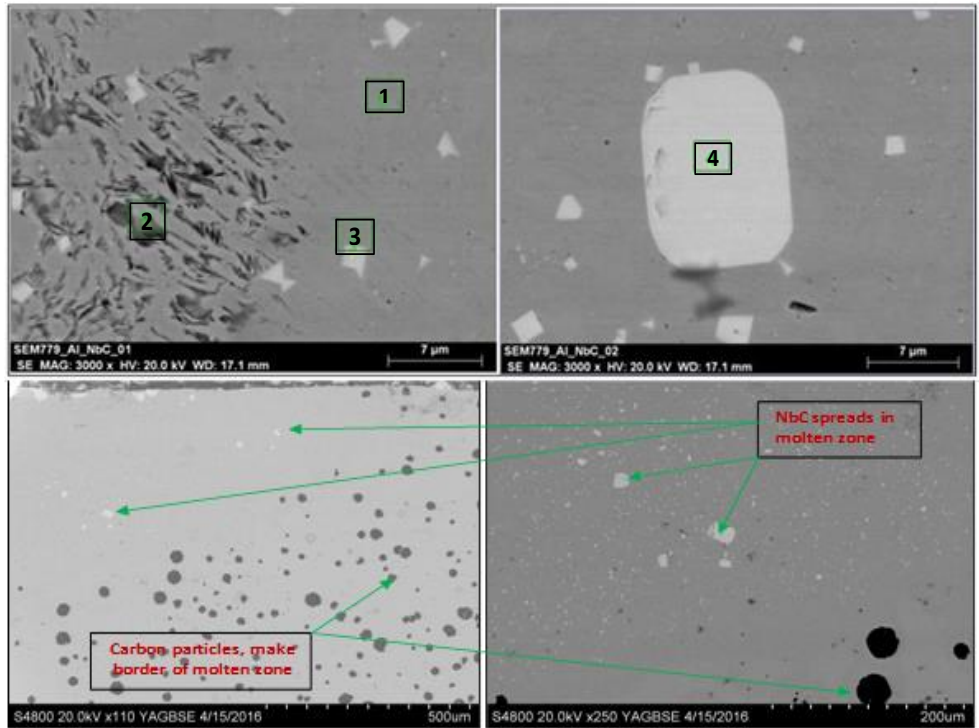 1
2
3
SEM779_Al_NbC_01
SE MAG: 3000 x HV: 20.0 kV WD: 17.1 mm
7 µm
4
SEM779_Al_NbC_02
SE MAG: 3000 x HV: 20.0 kV WD: 17.1 mm
7 µm
NbC spreads in
molten zone
Carbon particles, make
border of molten zone
S4800 20.0kV x110 YAGBSE 4/15/2016
500um
S4800 20.0kV x250 YAGBSE 4/15/2016
200um